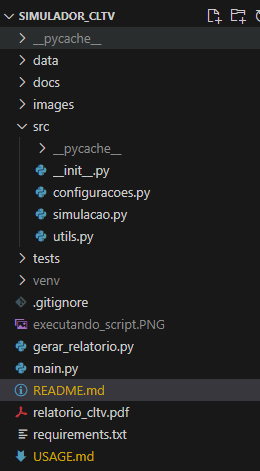 SIMULADOR_CLTV
__pycache__
data
docs
images
src
__pycache__
__init__.py
configuracoes.py
simulacao.py
utils.py
tests
venv
.gitignore
executando_script.PNG
gerar_relatorio.py
main.py
README.md
relatorio_cltv.pdf
requirements.txt
USAGE.md